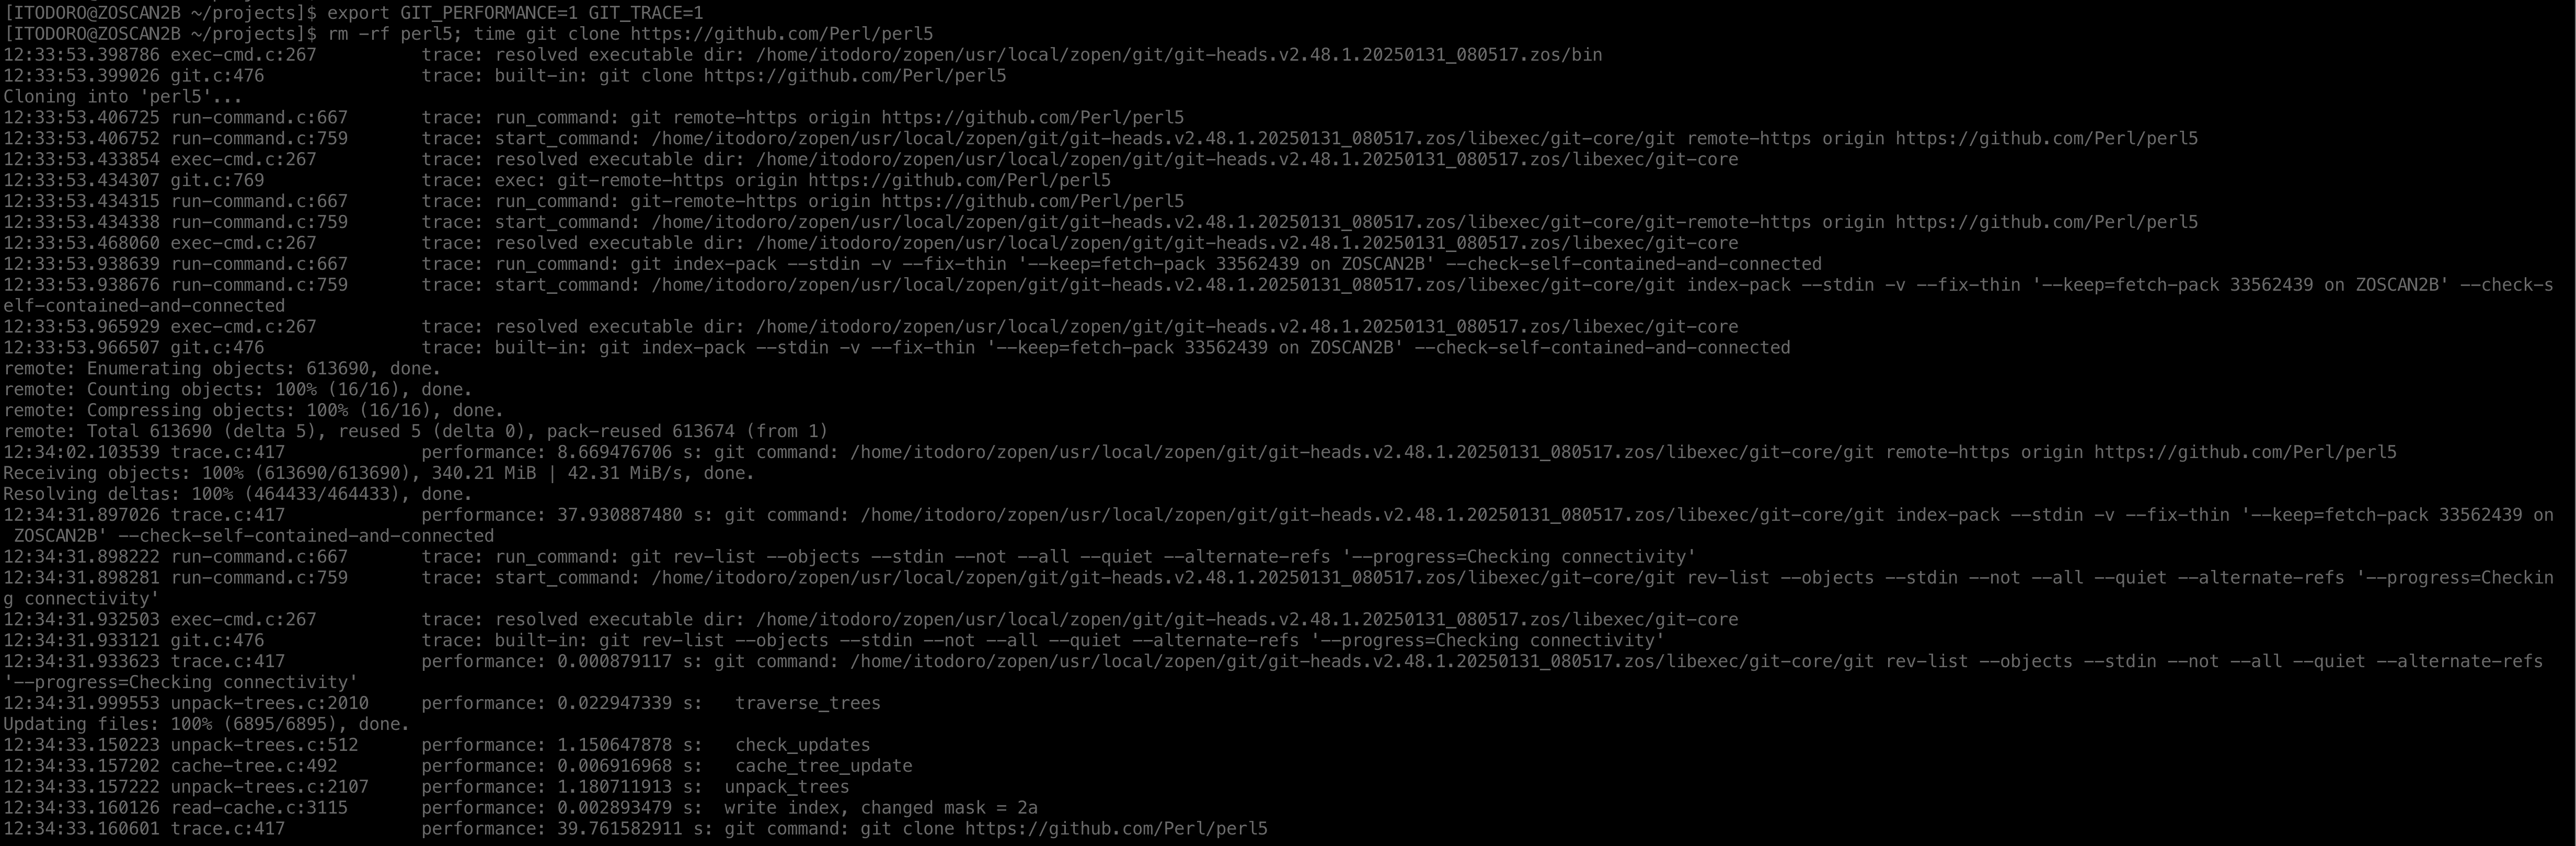 [ITODORO@ZOSCAN2B ~/projects]$ export GIT_PERFORMANCE=1 GIT_TRACE=1
[ITODORO@ZOSCAN2B ~/projects]$ rm -rf perl5; time git clone https://github.com/Perl/perl5
12:33:53.398786 exec-cmd.c:267          trace: resolved executable dir: /home/itodoro/zopen/usr/local/zopen/git/git-heads.v2.48.1.20250131_080517.zos/bin
12:33:53.399026 git.c:476               trace: built-in: git clone https://github.com/Perl/perl5
Cloning into 'perl5'...
12:33:53.406725 run-command.c:667       trace: run_command: git remote-https origin https://github.com/Perl/perl5
12:33:53.406752 run-command.c:759       trace: start_command: /home/itodoro/zopen/usr/local/zopen/git/git-heads.v2.48.1.20250131_080517.zos/libexec/git-core/git remote-https origin https://github.com/Perl/perl5
12:33:53.433854 exec-cmd.c:267          trace: resolved executable dir: /home/itodoro/zopen/usr/local/zopen/git/git-heads.v2.48.1.20250131_080517.zos/libexec/git-core
12:33:53.434307 git.c:769               trace: exec: git-remote-https origin https://github.com/Perl/perl5
12:33:53.434315 run-command.c:667       trace: run_command: git-remote-https origin https://github.com/Perl/perl5
12:33:53.434338 run-command.c:759       trace: start_command: /home/itodoro/zopen/usr/local/zopen/git/git-heads.v2.48.1.20250131_080517.zos/libexec/git-core/git-remote-https origin https://github.com/Perl/perl5
12:33:53.468060 exec-cmd.c:267          trace: resolved executable dir: /home/itodoro/zopen/usr/local/zopen/git/git-heads.v2.48.1.20250131_080517.zos/libexec/git-core
12:33:53.938639 run-command.c:667       trace: run_command: git index-pack --stdin -v --fix-thin '--keep=fetch-pack 33562439 on ZOSCAN2B' --check-self-contained-and-connected
12:33:53.938676 run-command.c:759       trace: start_command: /home/itodoro/zopen/usr/local/zopen/git/git-heads.v2.48.1.20250131_080517.zos/libexec/git-core/git index-pack --stdin -v --fix-thin '--keep=fetch-pack 33562439 on ZOSCAN2B' --check-s
elf-contained-and-connected
12:33:53.965929 exec-cmd.c:267          trace: resolved executable dir: /home/itodoro/zopen/usr/local/zopen/git/git-heads.v2.48.1.20250131_080517.zos/libexec/git-core
12:33:53.966507 git.c:476               trace: built-in: git index-pack --stdin -v --fix-thin '--keep=fetch-pack 33562439 on ZOSCAN2B' --check-self-contained-and-connected
remote: Enumerating objects: 613690, done.
remote: Counting objects: 100% (16/16), done.
remote: Compressing objects: 100% (16/16), done.
remote: Total 613690 (delta 5), reused 5 (delta 0), pack-reused 613674 (from 1)
12:34:02.103539 trace.c:417             performance: 8.669476706 s: git command: /home/itodoro/zopen/usr/local/zopen/git/git-heads.v2.48.1.20250131_080517.zos/libexec/git-core/git remote-https origin https://github.com/Perl/perl5
Receiving objects: 100% (613690/613690), 340.21 MiB | 42.31 MiB/s, done.
Resolving deltas: 100% (464433/464433), done.
12:34:31.897026 trace.c:417             performance: 37.930887480 s: git command: /home/itodoro/zopen/usr/local/zopen/git/git-heads.v2.48.1.20250131_080517.zos/libexec/git-core/git index-pack --stdin -v --fix-thin '--keep=fetch-pack 33562439 on
 ZOSCAN2B' --check-self-contained-and-connected
12:34:31.898222 run-command.c:667       trace: run_command: git rev-list --objects --stdin --not --all --quiet --alternate-refs '--progress=Checking connectivity'
12:34:31.898281 run-command.c:759       trace: start_command: /home/itodoro/zopen/usr/local/zopen/git/git-heads.v2.48.1.20250131_080517.zos/libexec/git-core/git rev-list --objects --stdin --not --all --quiet --alternate-refs '--progress=Checkin
g connectivity'
12:34:31.932503 exec-cmd.c:267          trace: resolved executable dir: /home/itodoro/zopen/usr/local/zopen/git/git-heads.v2.48.1.20250131_080517.zos/libexec/git-core
12:34:31.933121 git.c:476               trace: built-in: git rev-list --objects --stdin --not --all --quiet --alternate-refs '--progress=Checking connectivity'
12:34:31.933623 trace.c:417             performance: 0.000879117 s: git command: /home/itodoro/zopen/usr/local/zopen/git/git-heads.v2.48.1.20250131_080517.zos/libexec/git-core/git rev-list --objects --stdin --not --all --quiet --alternate-refs
'--progress=Checking connectivity'
12:34:31.999553 unpack-trees.c:2010     performance: 0.022947339 s:   traverse_trees
Updating files: 100% (6895/6895), done.
12:34:33.150223 unpack-trees.c:512      performance: 1.150647878 s:   check_updates
12:34:33.157202 cache-tree.c:492        performance: 0.006916968 s:   cache_tree_update
12:34:33.157222 unpack-trees.c:2107     performance: 1.180711913 s:  unpack_trees
12:34:33.160126 read-cache.c:3115       performance: 0.002893479 s:  write index, changed mask = 2a
12:34:33.160601 trace.c:417             performance: 39.761582911 s: git command: git clone https://github.com/Perl/perl5